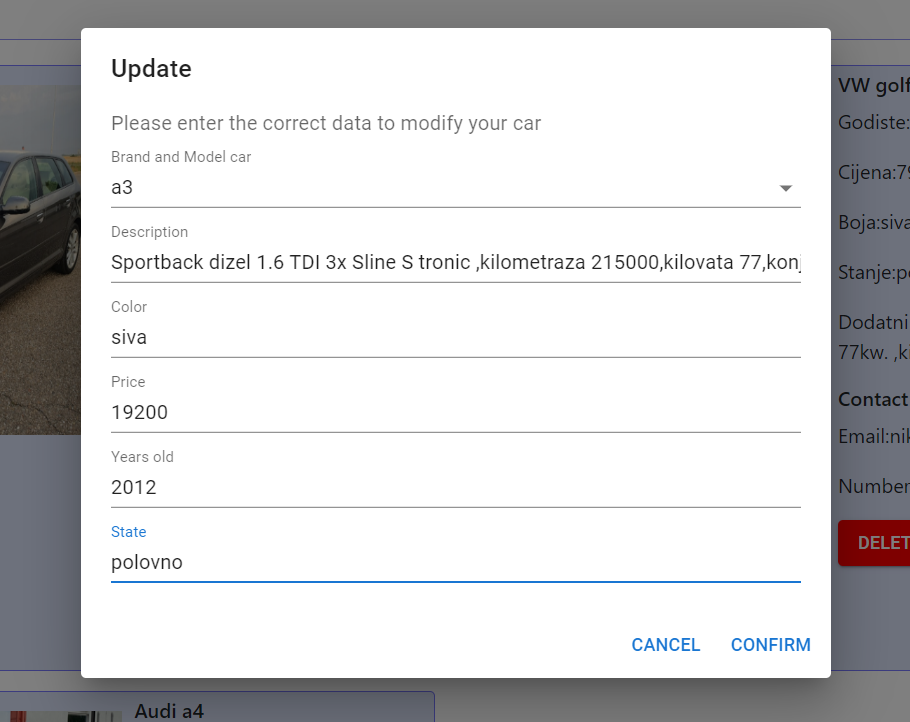 Update
Please enter the correct data to modify your car
Brand and Model car
a3
Description
Sportback dizel 1.6 TDI 3x Sline S tronic ,kilometraza 215000,kilovata 77,konj
Color
siva
Price
19200
Years old
2012
State
polovno
CANCEL CONFIRM
VW golf
Godiste:
Cijena:79
Boja:siva
Stanje:po
Dodatni
77kw. ,ki
Contact
Email:nik
Number
DELET
Audi a4